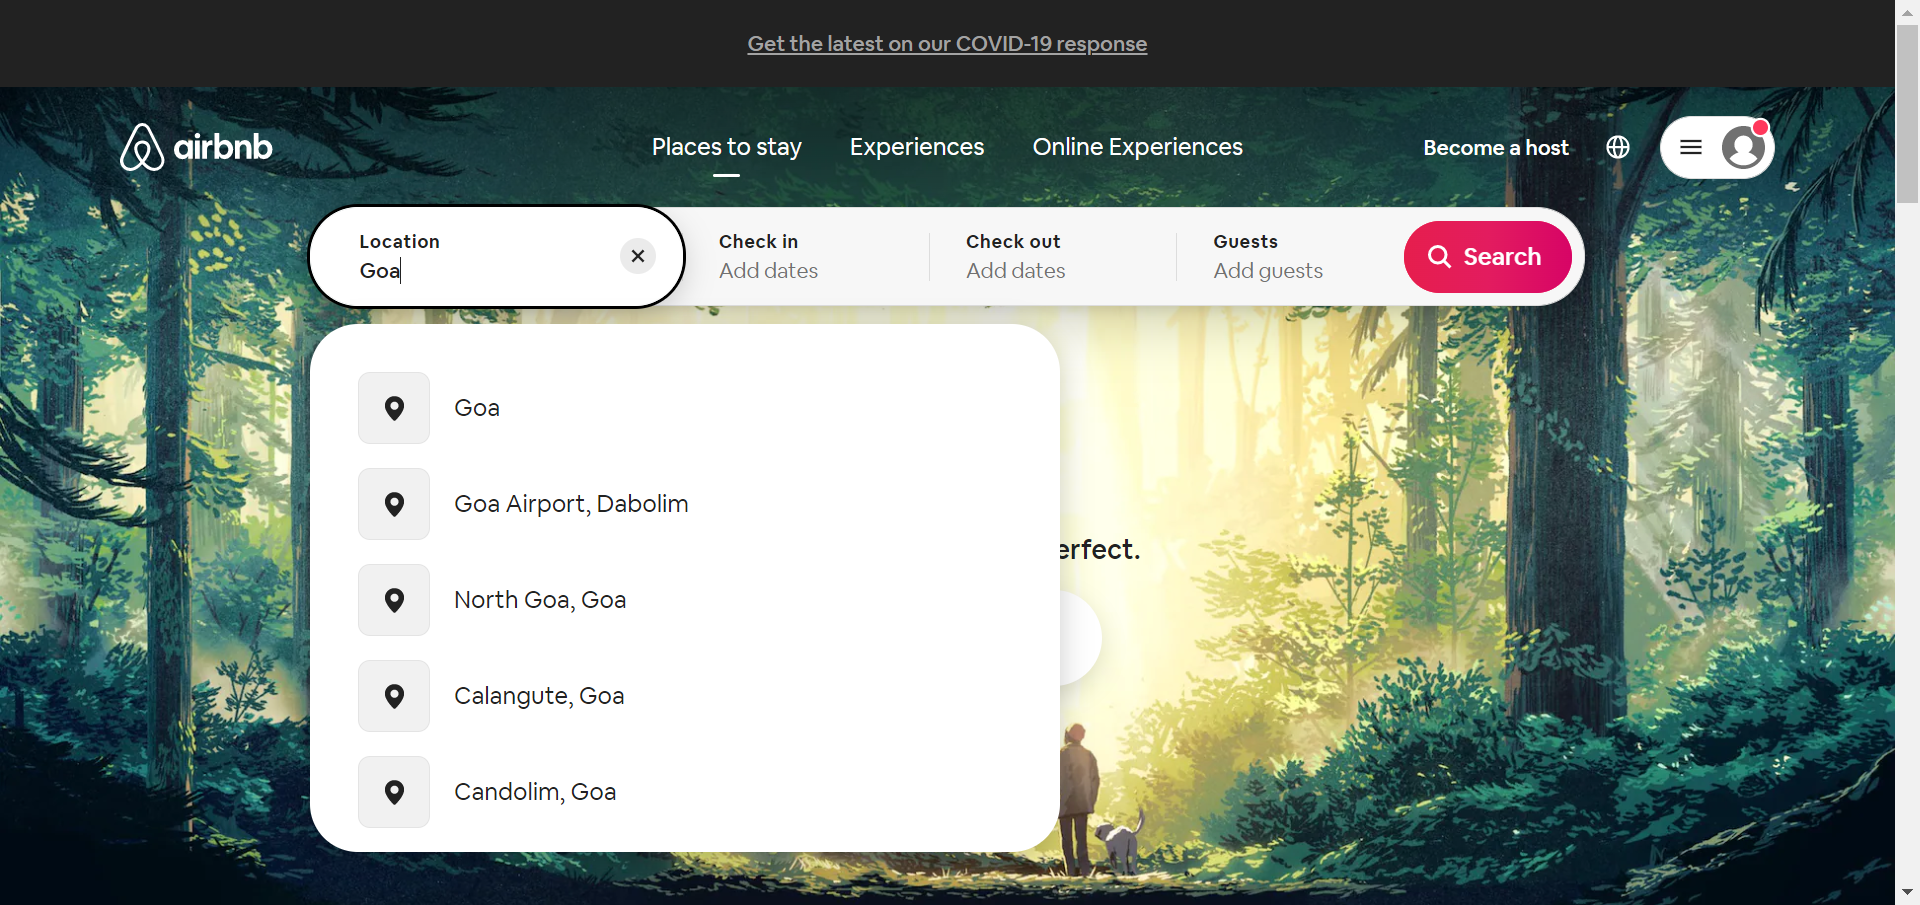 Get the latest on our COVID-19 response
airbnb
Places to stay
Experiences
Online Experiences
Become a host
Location
Goa
Check in
Add dates
Check out
Add dates
Guests
Add guests
Search
Goa
Goa Airport, Dabolim
North Goa, Goa
Calangute, Goa
Candolim, Goa
erfect.